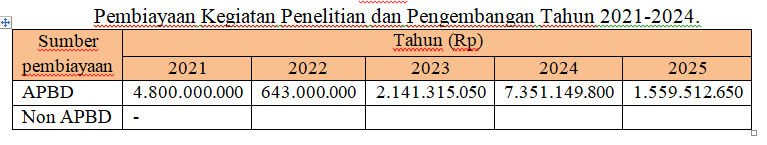 Pembiayaan Kegiatan Penelitian dan Pengembangan Tahun 2021-2024.
Sumber pembiayaan Tahun (Rp)
2021 2022 2023 2024 2025
APBD 4.800.000.000 643.000.000 2.141.315.050 7.351.149.800 1.559.512.650
Non APBD -